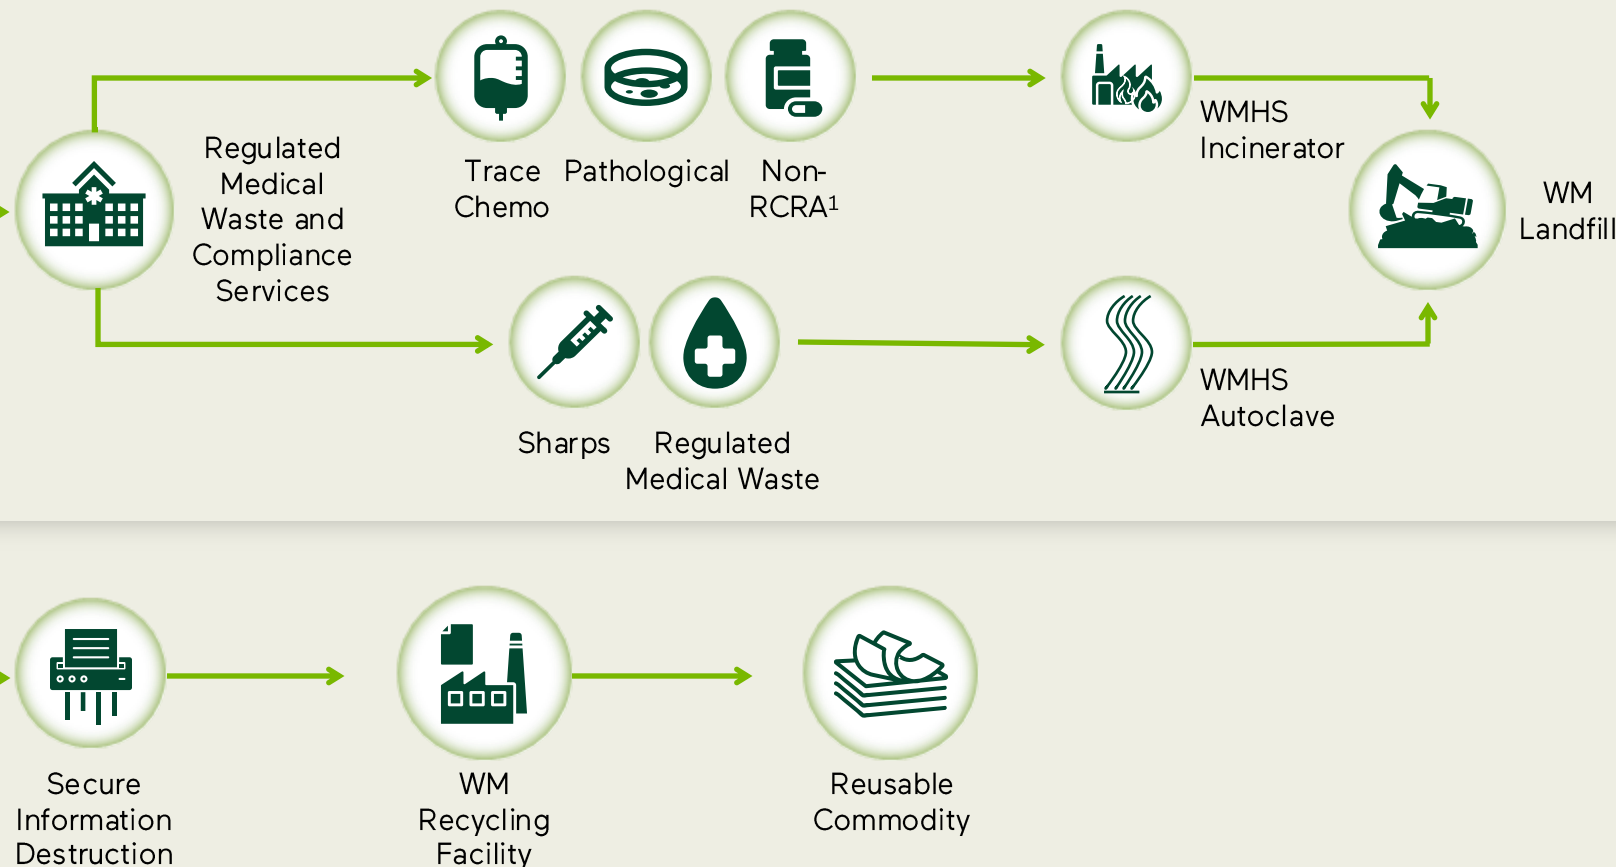 Regulated
Medical
Waste and
Compliance
Services
Trace
Chemo
Pathological
Non-
RCRA¹
WMHS
Incinerator
WM
Landfill
Sharps
Regulated
Medical Waste
WMHS
Autoclave
Secure
Information
Destruction
WM
Recycling
Facility
Reusable
Commodity